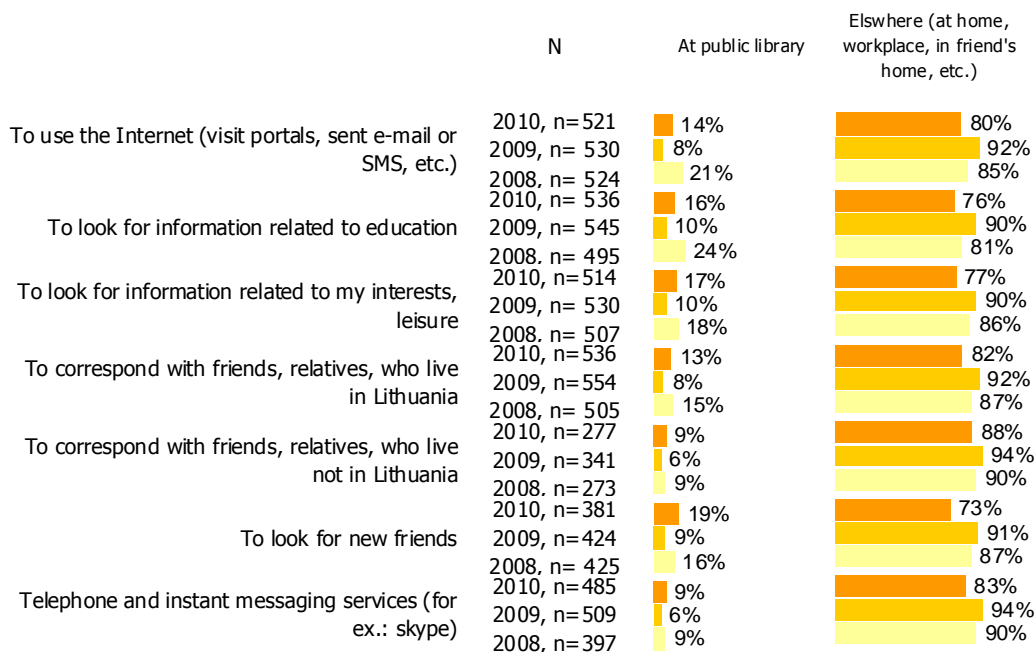 N
At public library
Elswhere (at home,
workplace, in friend's
home, etc.)
To use the Internet (visit portals, sent e-mail or
SMS, etc.)
2010, n=521
14%
80%
2009, n= 530
8%
92%
2008, n= 524
21%
85%
To look for information related to education
2010, n=536
16%
76%
2009, n=545
10%
90%
2008, n= 495
24%
81%
To look for information related to my interests,
leisure
2010, n=514
17%
77%
2009, n=530
10%
90%
2008, n= 507
18%
86%
To correspond with friends, relatives, who live
in Lithuania
2010, n=536
13%
82%
2009, n=554
8%
92%
2008, n= 505
15%
87%
To correspond with friends, relatives, who live
not in Lithuania
2010, n=277
9%
88%
2009, n=341
6%
94%
2008, n=273
9%
90%
To look for new friends
2010, n=381
19%
73%
2009, n=424
9%
91%
2008, n= 425
16%
87%
Telephone and instant messaging services (for
ex.: skype)
2010, n=485
9%
83%
2009, n=509
6%
94%
2008, n=397
9%
90%